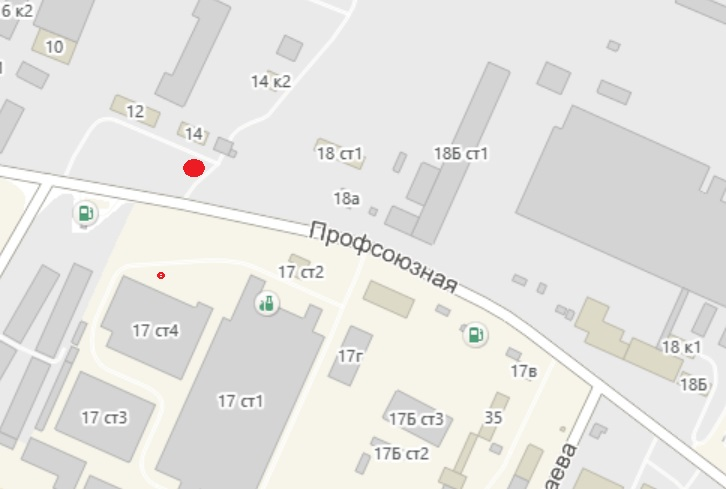 6 к2
10
14 к2
12
14
18 ст1
18Б ст1
18а
Профсоюзная
17 ст2
17 ст4
17г
18 к1
17в
18Б
17 ст1
17 ст3
17Б ст3
35
17Б ст2
аева